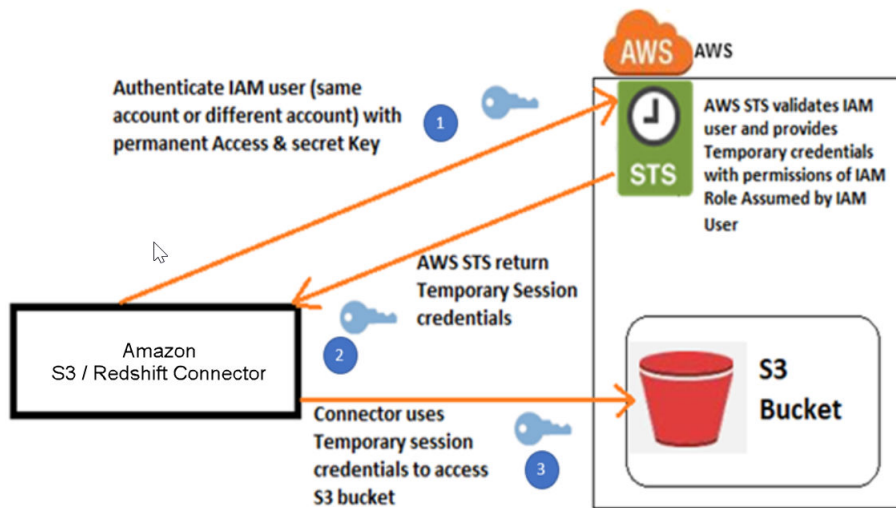 AWS
AWS
Authenticate IAM user (same
account or different account) with
permanent Access & secret Key
1
STS
AWS STS validates IAM
user and provides
Temporary credentials
with permissions of IAM
Role Assumed by IAM
User
AWS STS return
Temporary Session
credentials
2
Amazon
S3 / Redshift Connector
Connector uses
Temporary session
credentials to access
S3 bucket
3
S3
Bucket